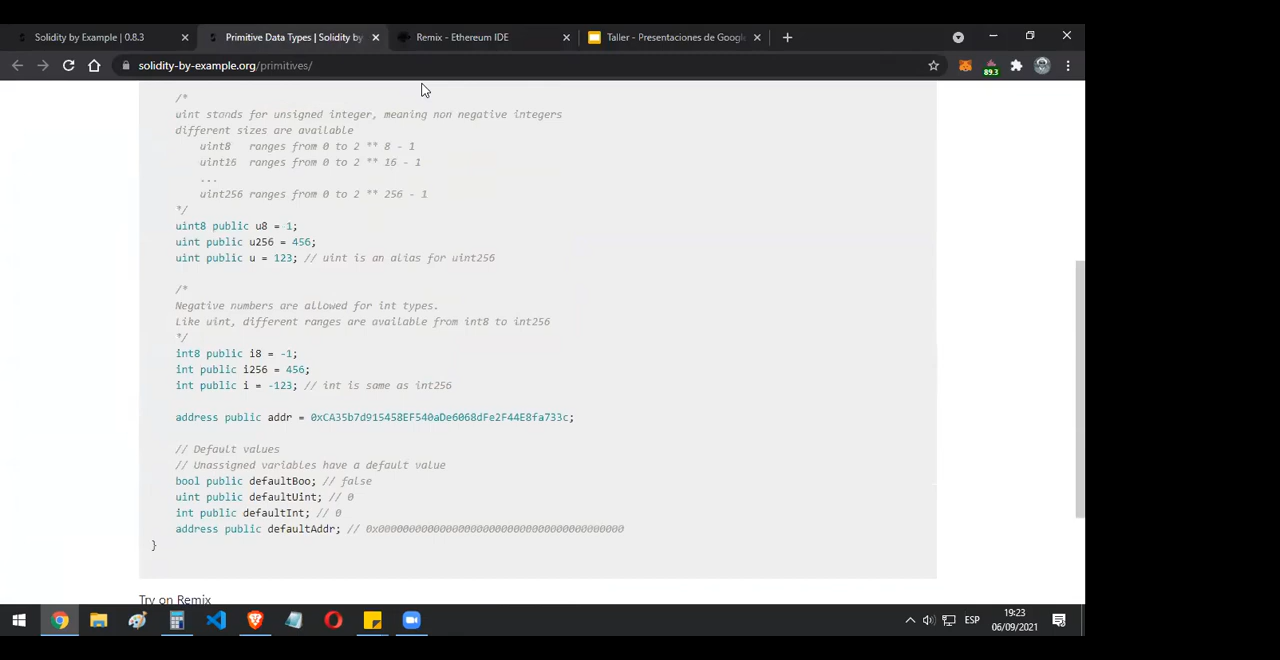 Solidity by Example | 0.8.3
Primitive Data Types | Solidity by
Remix - Ethereum IDE
Taller - Presentaciones de Google
solidity-by-example.org/primitives/
89.3
/*
uint stands for unsigned integer, meaning non negative integers
different sizes are available
uint8 ranges from 0 to 2 ** 8 - 1
uint16 ranges from 0 to 2 ** 16 - 1
...
uint256 ranges from 0 to 2 ** 256 - 1
*/
uint8 public u8 = 1;
uint public u256 = 456;
uint public u = 123; // uint is an alias for uint256
/*
Negative numbers are allowed for int types.
Like uint, different ranges are available from int8 to int256
*/
int8 public i8 = -1;
int public i256 = 456;
int public i = -123; // int is same as int256
address public addr = 0xCA35b7d915458EF540aDe6068dFe2F44E8fa733c;
// Default values
// Unassigned variables have a default value
bool public defaultBoo; // false
uint public defaultUint; // 0
int public defaultInt; // 0
address public defaultAddr; // 0x0000000000000000000000000000000000000000
}
Try on Remix
ESP
19:23
06/09/2021